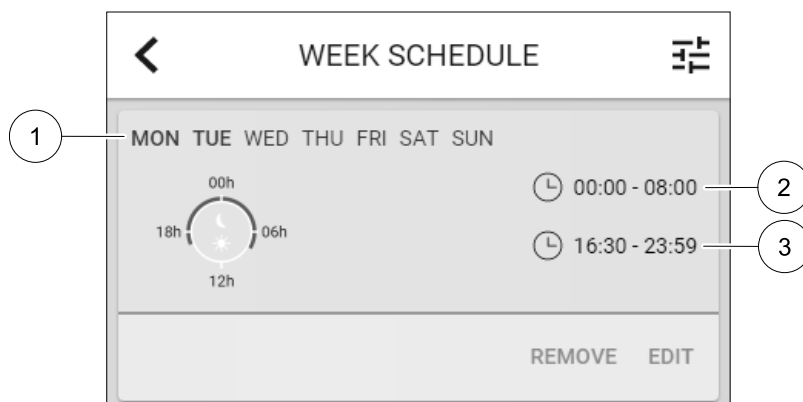 WEEK SCHEDULE
1
MON TUE WED THU FRI SAT SUN
00h
00:00 - 08:00
2
18h
06h
16:30 - 23:59
3
12h
REMOVE EDIT